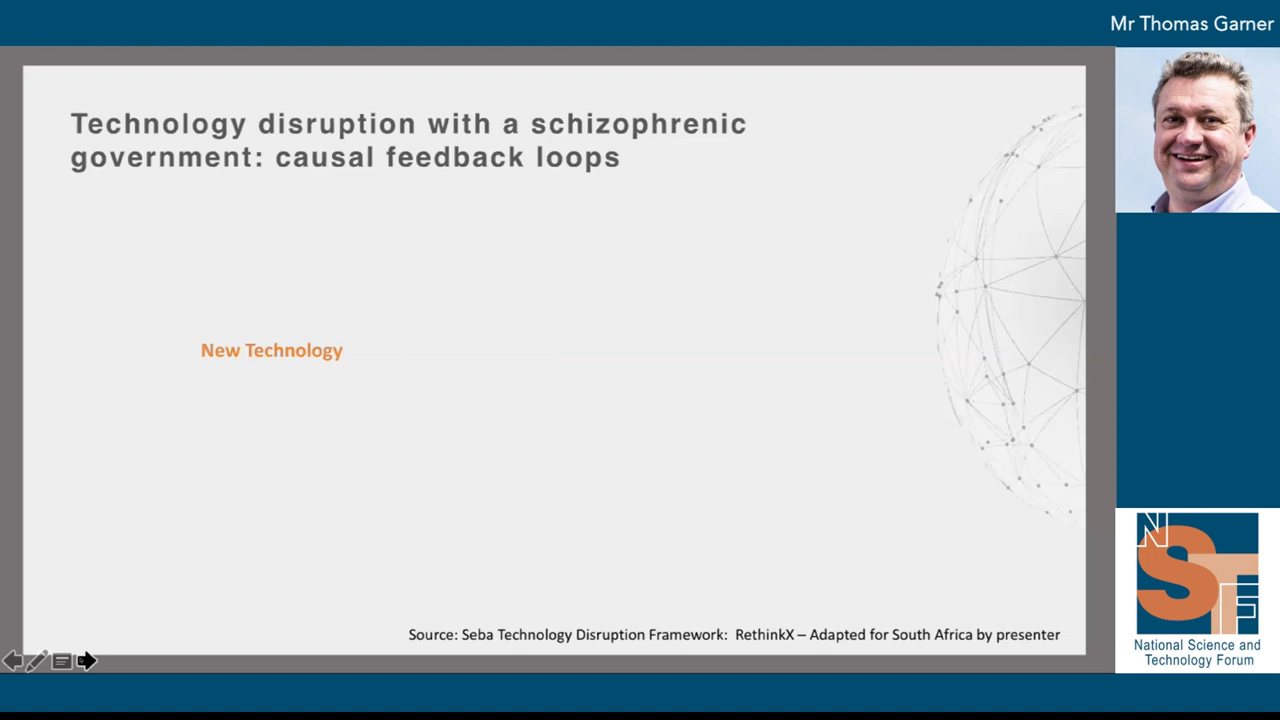 Mr Thomas Garner
Technology disruption with a schizophrenic
government: causal feedback loops
New Technology
Source: Seba Technology Disruption Framework: RethinkX – Adapted for South Africa by presenter
NSTF
National Science and
Technology Forum